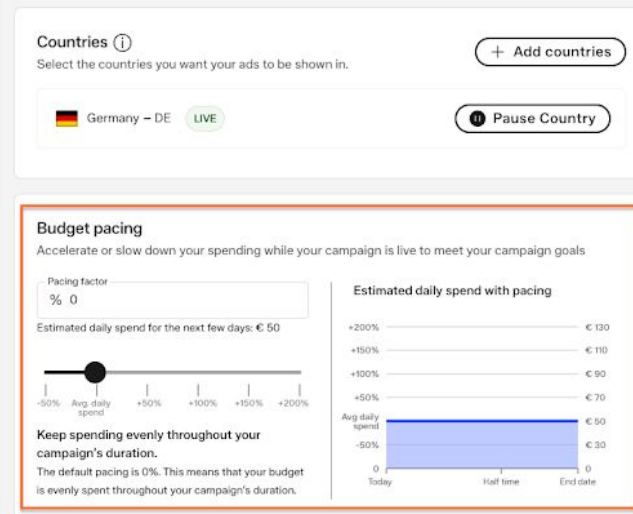 Countries
Select the countries you want your ads to be shown in.
+ Add countries
Germany – DE
LIVE
Pause Country
Budget pacing
Accelerate or slow down your spending while your campaign is live to meet your campaign goals
Pacing factor
% 0
Estimated daily spend for the next few days: € 50
-50%
Avg. daily
spend
+50%
+100%
+150%
+200%
Keep spending evenly throughout your
campaign's duration.
The default pacing is 0%. This means that your budget
is evenly spent throughout your campaign's duration.
Estimated daily spend with pacing
+200%
€ 130
+150%
€ 110
+100%
€ 90
+50%
€ 70
Avg daily
spend
€ 50
-50%
€ 30
0
0
Today
Half time
End date